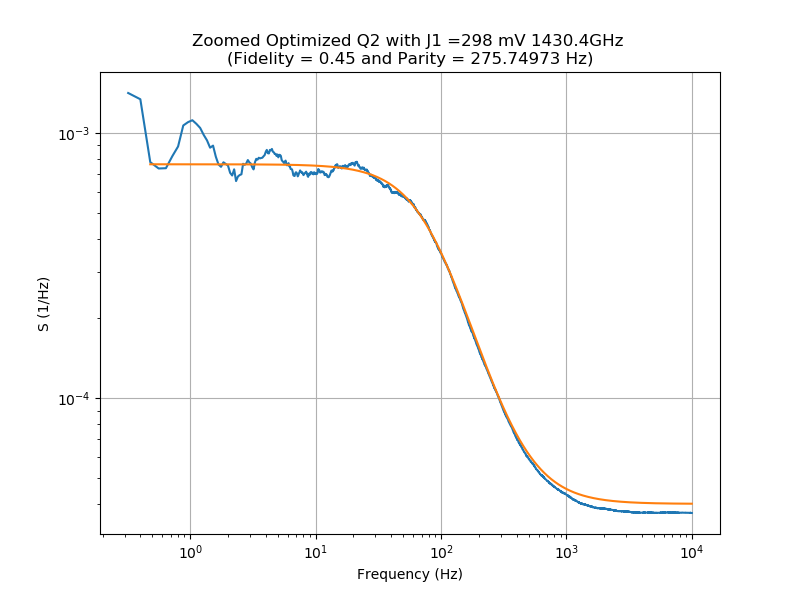 Zoomed Optimized Q2 with J1 =298 mV 1430.4GHz
(Fidelity = 0.45 and Parity = 275.74973 Hz)
S (1/Hz)
10⁻³
10⁻⁴
10⁰ 10¹ 10² 10³ 10⁴
Frequency (Hz)